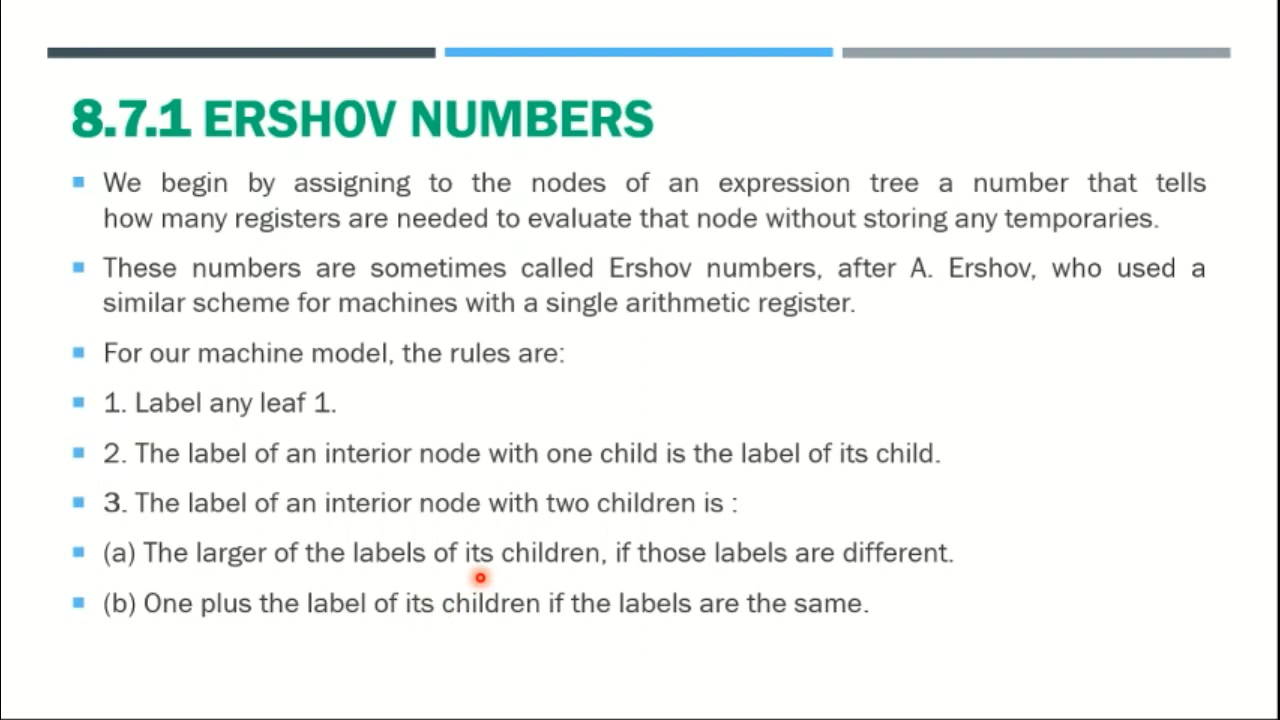 8.7.1 ERSHOV NUMBERS
We begin by assigning to the nodes of an expression tree a number that tells
how many registers are needed to evaluate that node without storing any temporaries.
These numbers are sometimes called Ershov numbers, after A. Ershov, who used a
similar scheme for machines with a single arithmetic register.
For our machine model, the rules are:
1. Label any leaf 1.
2. The label of an interior node with one child is the label of its child.
3. The label of an interior node with two children is :
(a) The larger of the labels of its children, if those labels are different.
(b) One plus the label of its children if the labels are the same.